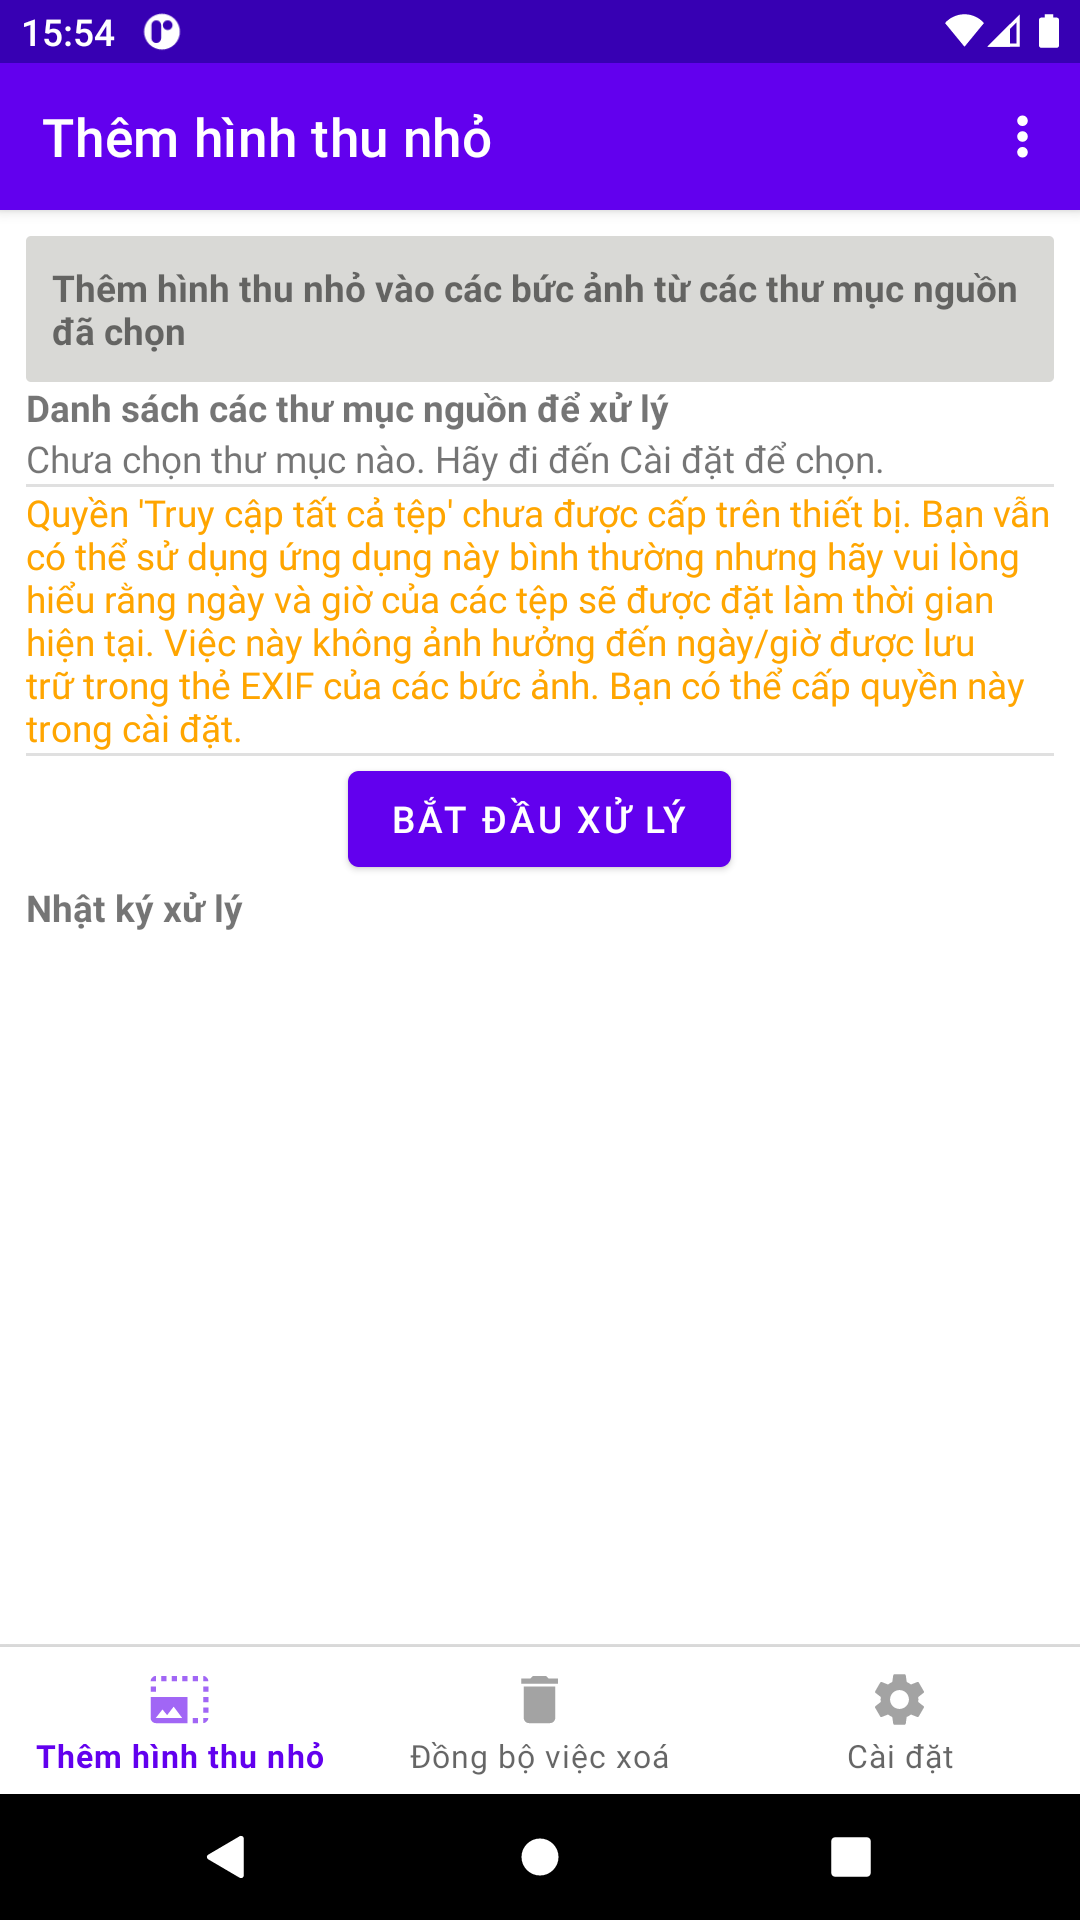 15:54
Thêm hình thu nhỏ
Thêm hình thu nhỏ vào các bức ảnh từ các thư mục nguồn
đã chọn
Danh sách các thư mục nguồn để xử lý
Chưa chọn thư mục nào. Hãy đi đến Cài đặt để chọn.
Quyền 'Truy cập tất cả tệp' chưa được cấp trên thiết bị. Bạn vẫn
có thể sử dụng ứng dụng này bình thường nhưng hãy vui lòng
hiểu rằng ngày và giờ của các tệp sẽ được đặt làm thời gian
hiện tại. Việc này không ảnh hưởng đến ngày/giờ được lưu
trữ trong thẻ EXIF của các bức ảnh. Bạn có thể cấp quyền này
trong cài đặt.
BẮT ĐẦU XỬ LÝ
Nhật ký xử lý
Thêm hình thu nhỏ
Đồng bộ việc xoá
Cài đặt